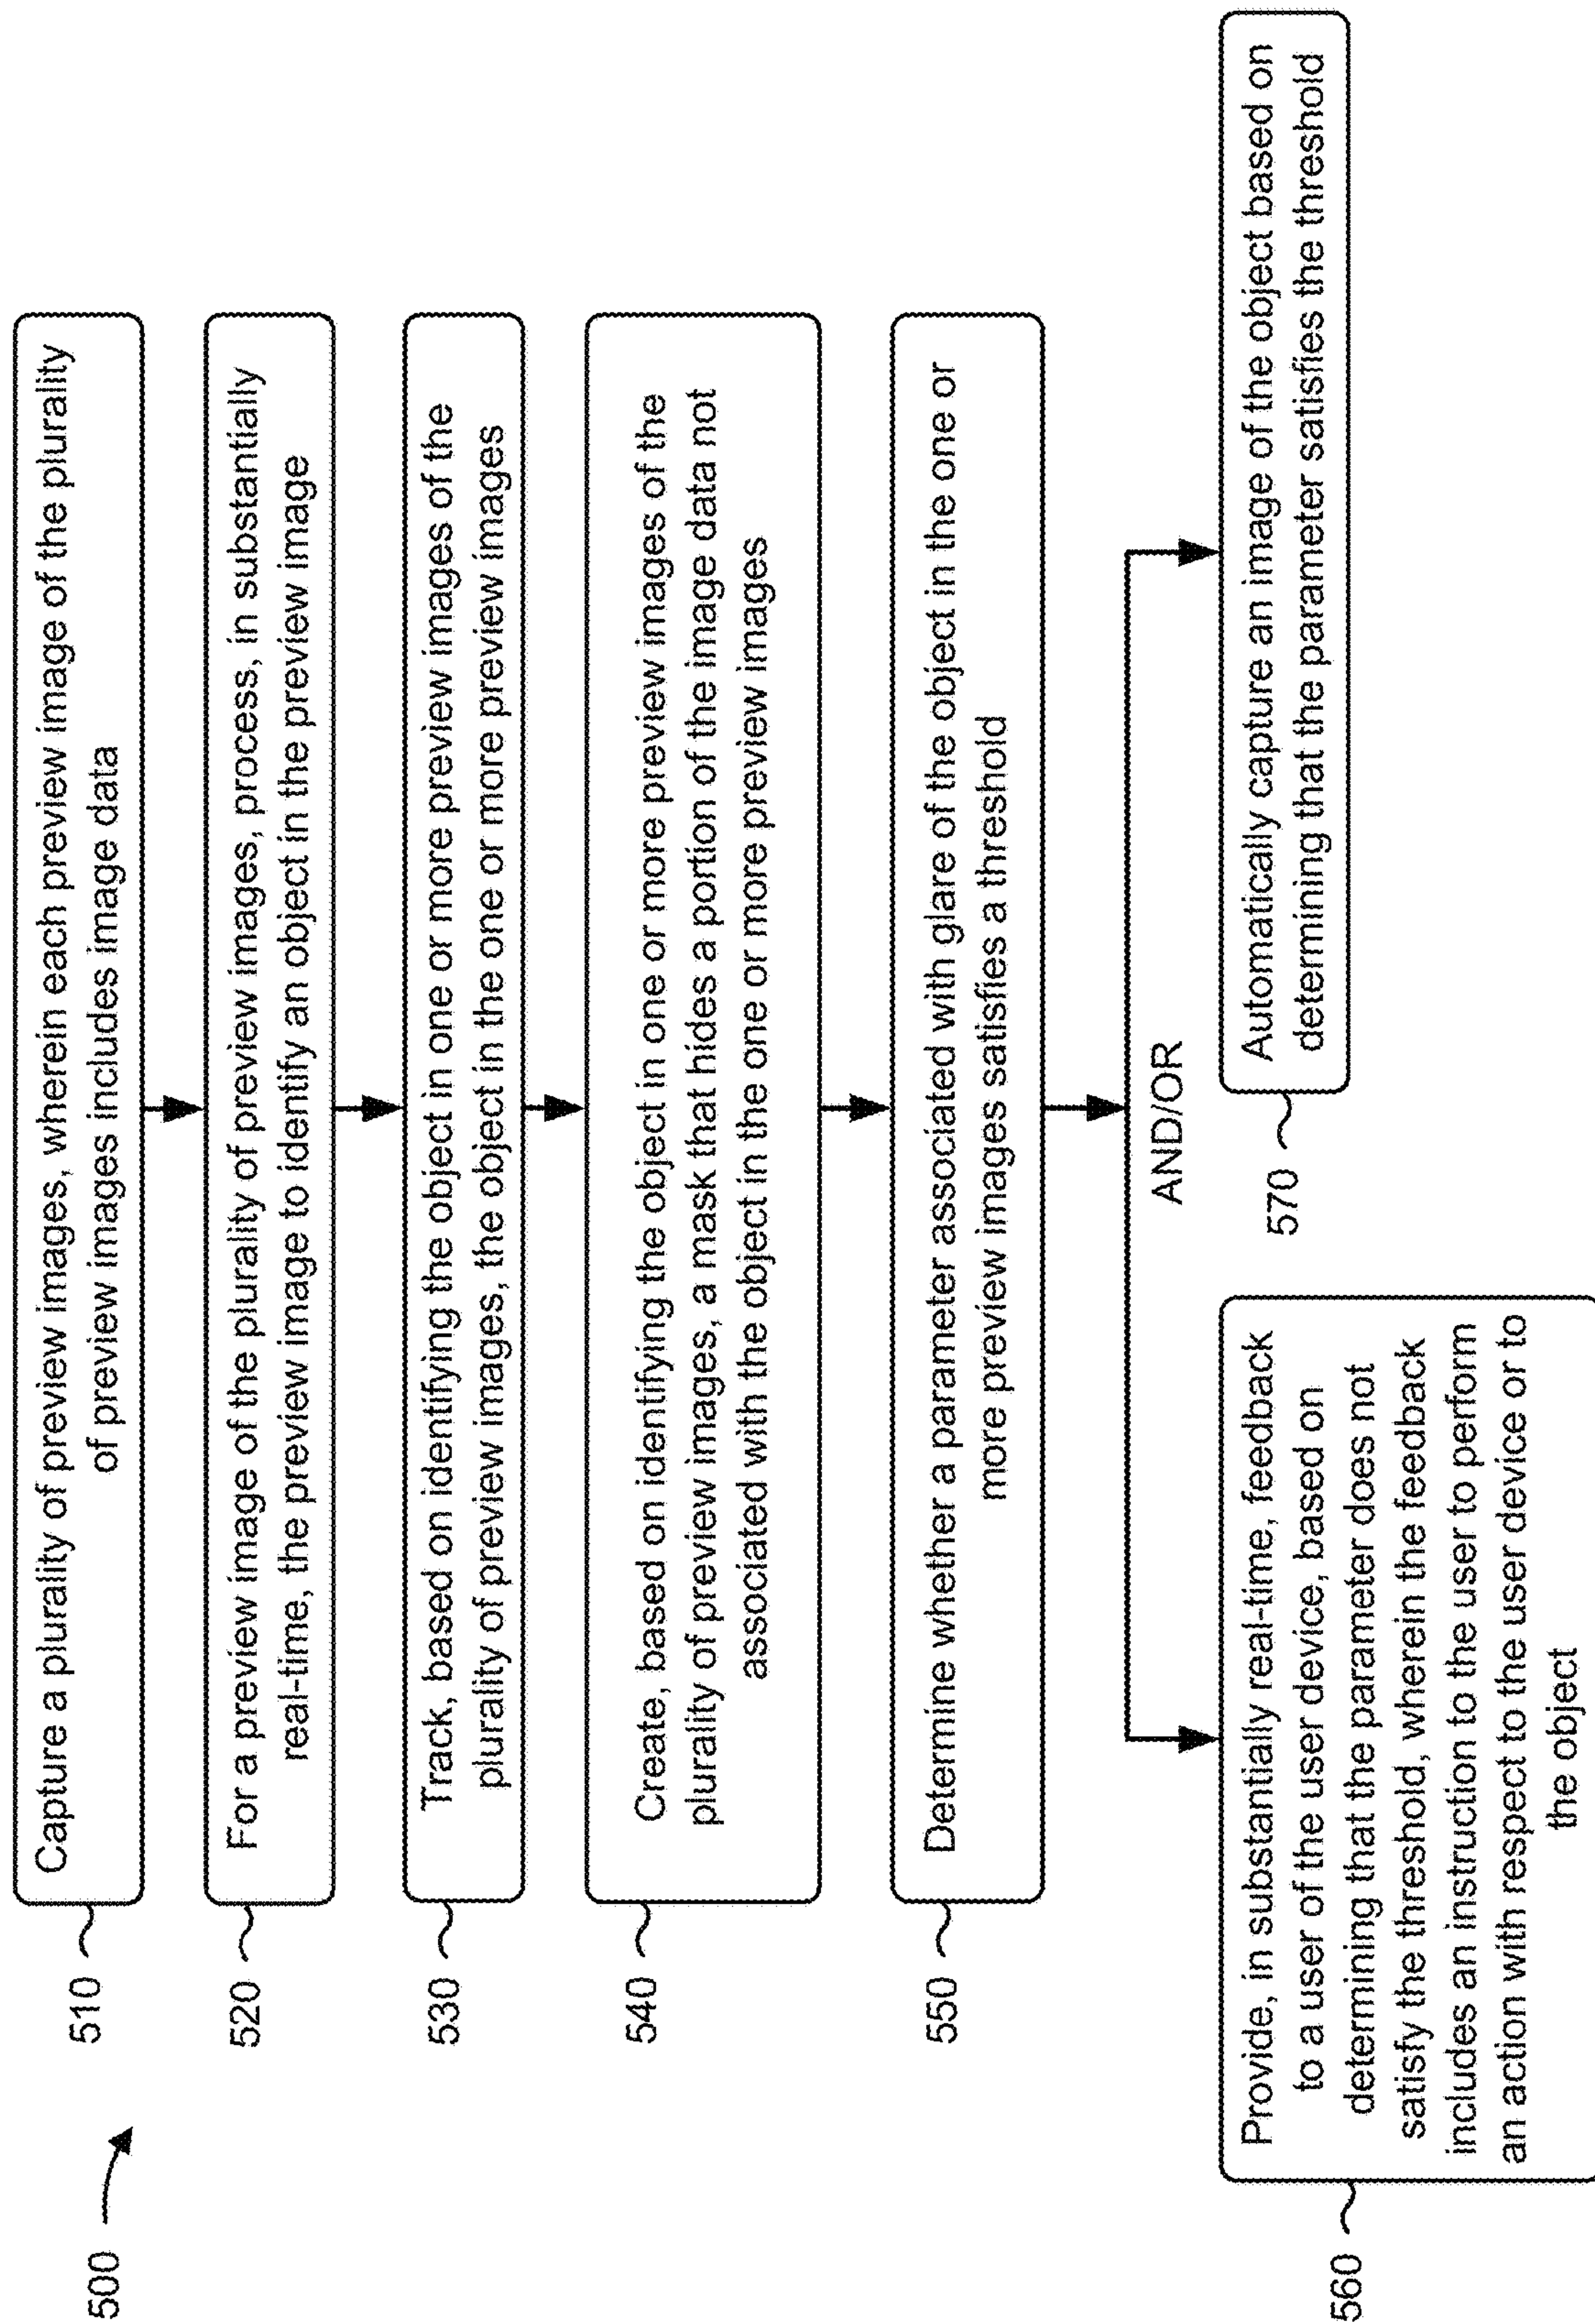 500
510
Capture a plurality of preview images, wherein each preview image of the plurality
of preview images includes image data
520
For a preview image of the plurality of preview images, process, in substantially
real-time, the preview image to identify an object in the preview image
530
Track, based on identifying the object in one or more preview images of the
plurality of preview images, the object in the one or more preview images
540
Create, based on identifying the object in one or more preview images of the
plurality of preview images, a mask that hides a portion of the image data not
associated with the object in the one or more preview images
550
Determine whether a parameter associated with glare of the object in the one or
more preview images satisfies a threshold
AND/OR
560
Provide, in substantially real-time, feedback
to a user of the user device, based on
determining that the parameter does not
satisfy the threshold, wherein the feedback
includes an instruction to the user to perform
an action with respect to the user device or to
the object
570
Automatically capture an image of the object based on
determining that the parameter satisfies the threshold